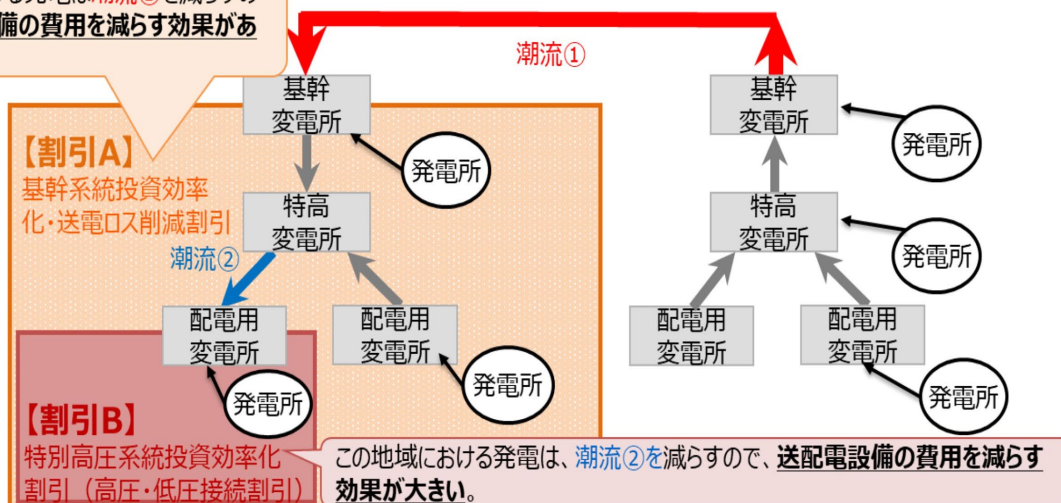 備の費用を減らす効果があ
潮流①
基幹
変電所
発電所
【割引A】
基幹系統投資効率
化・送電ロス削減割引
特高
変電所
潮流②
配電用
変電所
配電用
変電所
発電所
発電所
【割引B】
特別高圧系統投資効率化
割引（高圧・低圧接続割引）
基幹
変電所
発電所
特高
変電所
発電所
配電用
変電所
配電用
変電所
発電所
この地域における発電は、潮流②を減らすので、送配電設備の費用を減らす
効果が大きい。